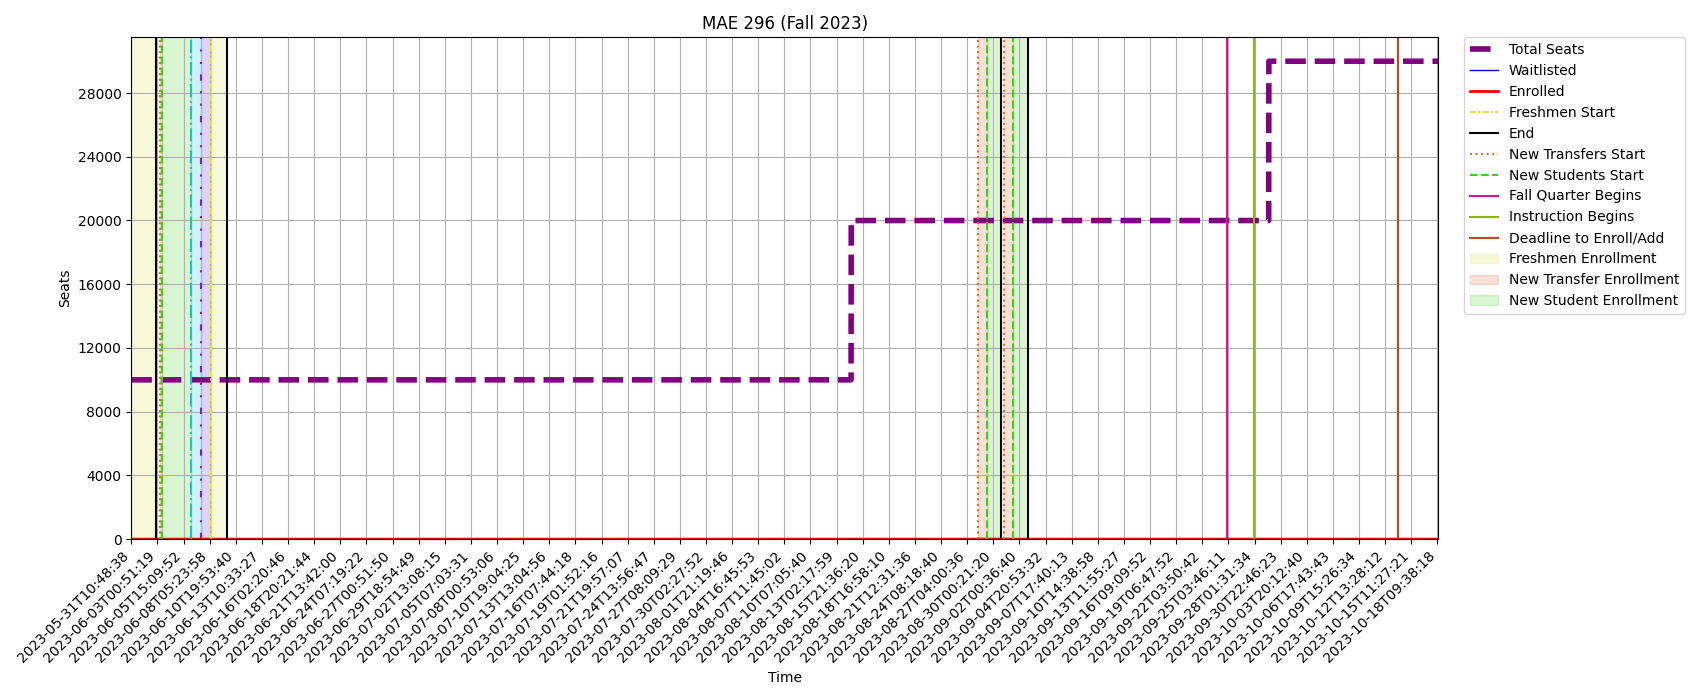 MAE 296 (Fall 2023)
Seats
28000
24000
20000
16000
12000
8000
4000
0
2023-05-31T10:48:38
2023-06-03T00:51:19
2023-06-05T15:09:52
2023-06-08T05:23:58
2023-06-10T19:53:40
2023-06-13T10:33:27
2023-06-16T02:20:46
2023-06-18T20:21:44
2023-06-21T13:42:00
2023-06-24T07:19:22
2023-06-27T00:51:50
2023-06-29T18:54:49
2023-07-02T13:08:15
2023-07-05T07:03:31
2023-07-08T00:53:06
2023-07-10T19:04:25
2023-07-13T13:04:56
2023-07-16T07:44:18
2023-07-19T01:52:16
2023-07-21T19:57:07
2023-07-24T13:56:47
2023-07-27T08:09:29
2023-07-30T02:27:52
2023-08-01T21:19:46
2023-08-04T16:45:53
2023-08-07T11:45:02
2023-08-10T07:05:40
2023-08-13T02:17:59
2023-08-15T21:36:20
2023-08-18T16:58:10
2023-08-21T12:31:36
2023-08-24T08:18:40
2023-08-27T04:00:36
2023-08-30T00:21:20
2023-09-02T00:36:40
2023-09-04T20:53:32
2023-09-07T17:40:13
2023-09-10T14:38:58
2023-09-13T11:55:27
2023-09-16T09:09:52
2023-09-19T06:47:52
2023-09-22T03:50:42
2023-09-25T03:46:11
2023-09-28T01:31:34
2023-09-30T22:46:23
2023-10-03T20:12:40
2023-10-06T17:43:43
2023-10-09T15:26:34
2023-10-12T13:28:12
2023-10-15T11:27:21
2023-10-18T09:38:18
Time
Total Seats
Waitlisted
Enrolled
Freshmen Start
End
New Transfers Start
New Students Start
Fall Quarter Begins
Instruction Begins
Deadline to Enroll/Add
Freshmen Enrollment
New Transfer Enrollment
New Student Enrollment